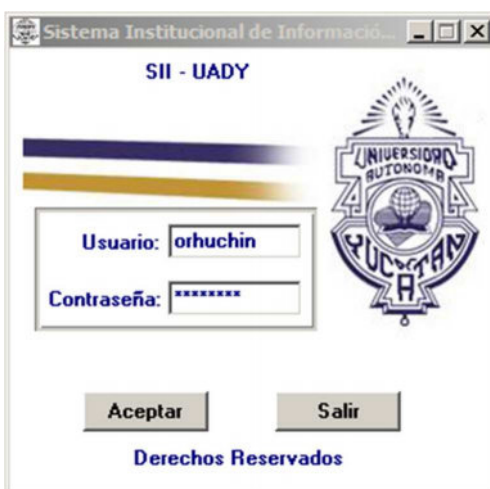 Sistema Institucional de Informació...
SII - UADY
UNIVERSIDAD
AUTONOMA
YUCATAN
Usuario: orhuchin
Contraseña: ********
Aceptar
Salir
Derechos Reservados